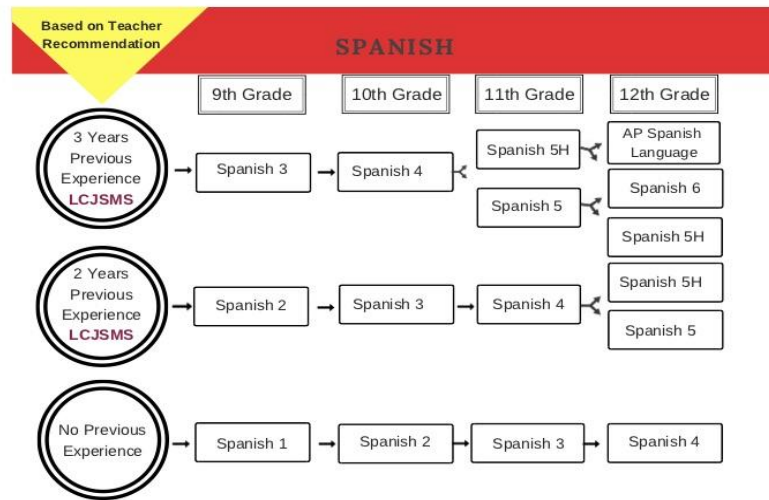 Based on Teacher
Recommendation
SPANISH
9th Grade
10th Grade
11th Grade
12th Grade
3 Years
Previous
Experience
LCJSMS
Spanish 3
Spanish 4
Spanish 5H
Spanish 5
AP Spanish
Language
Spanish 6
Spanish 5H
2 Years
Previous
Experience
LCJSMS
Spanish 2
Spanish 3
Spanish 4
Spanish 5H
Spanish 5
No Previous
Experience
Spanish 1
Spanish 2
Spanish 3
Spanish 4